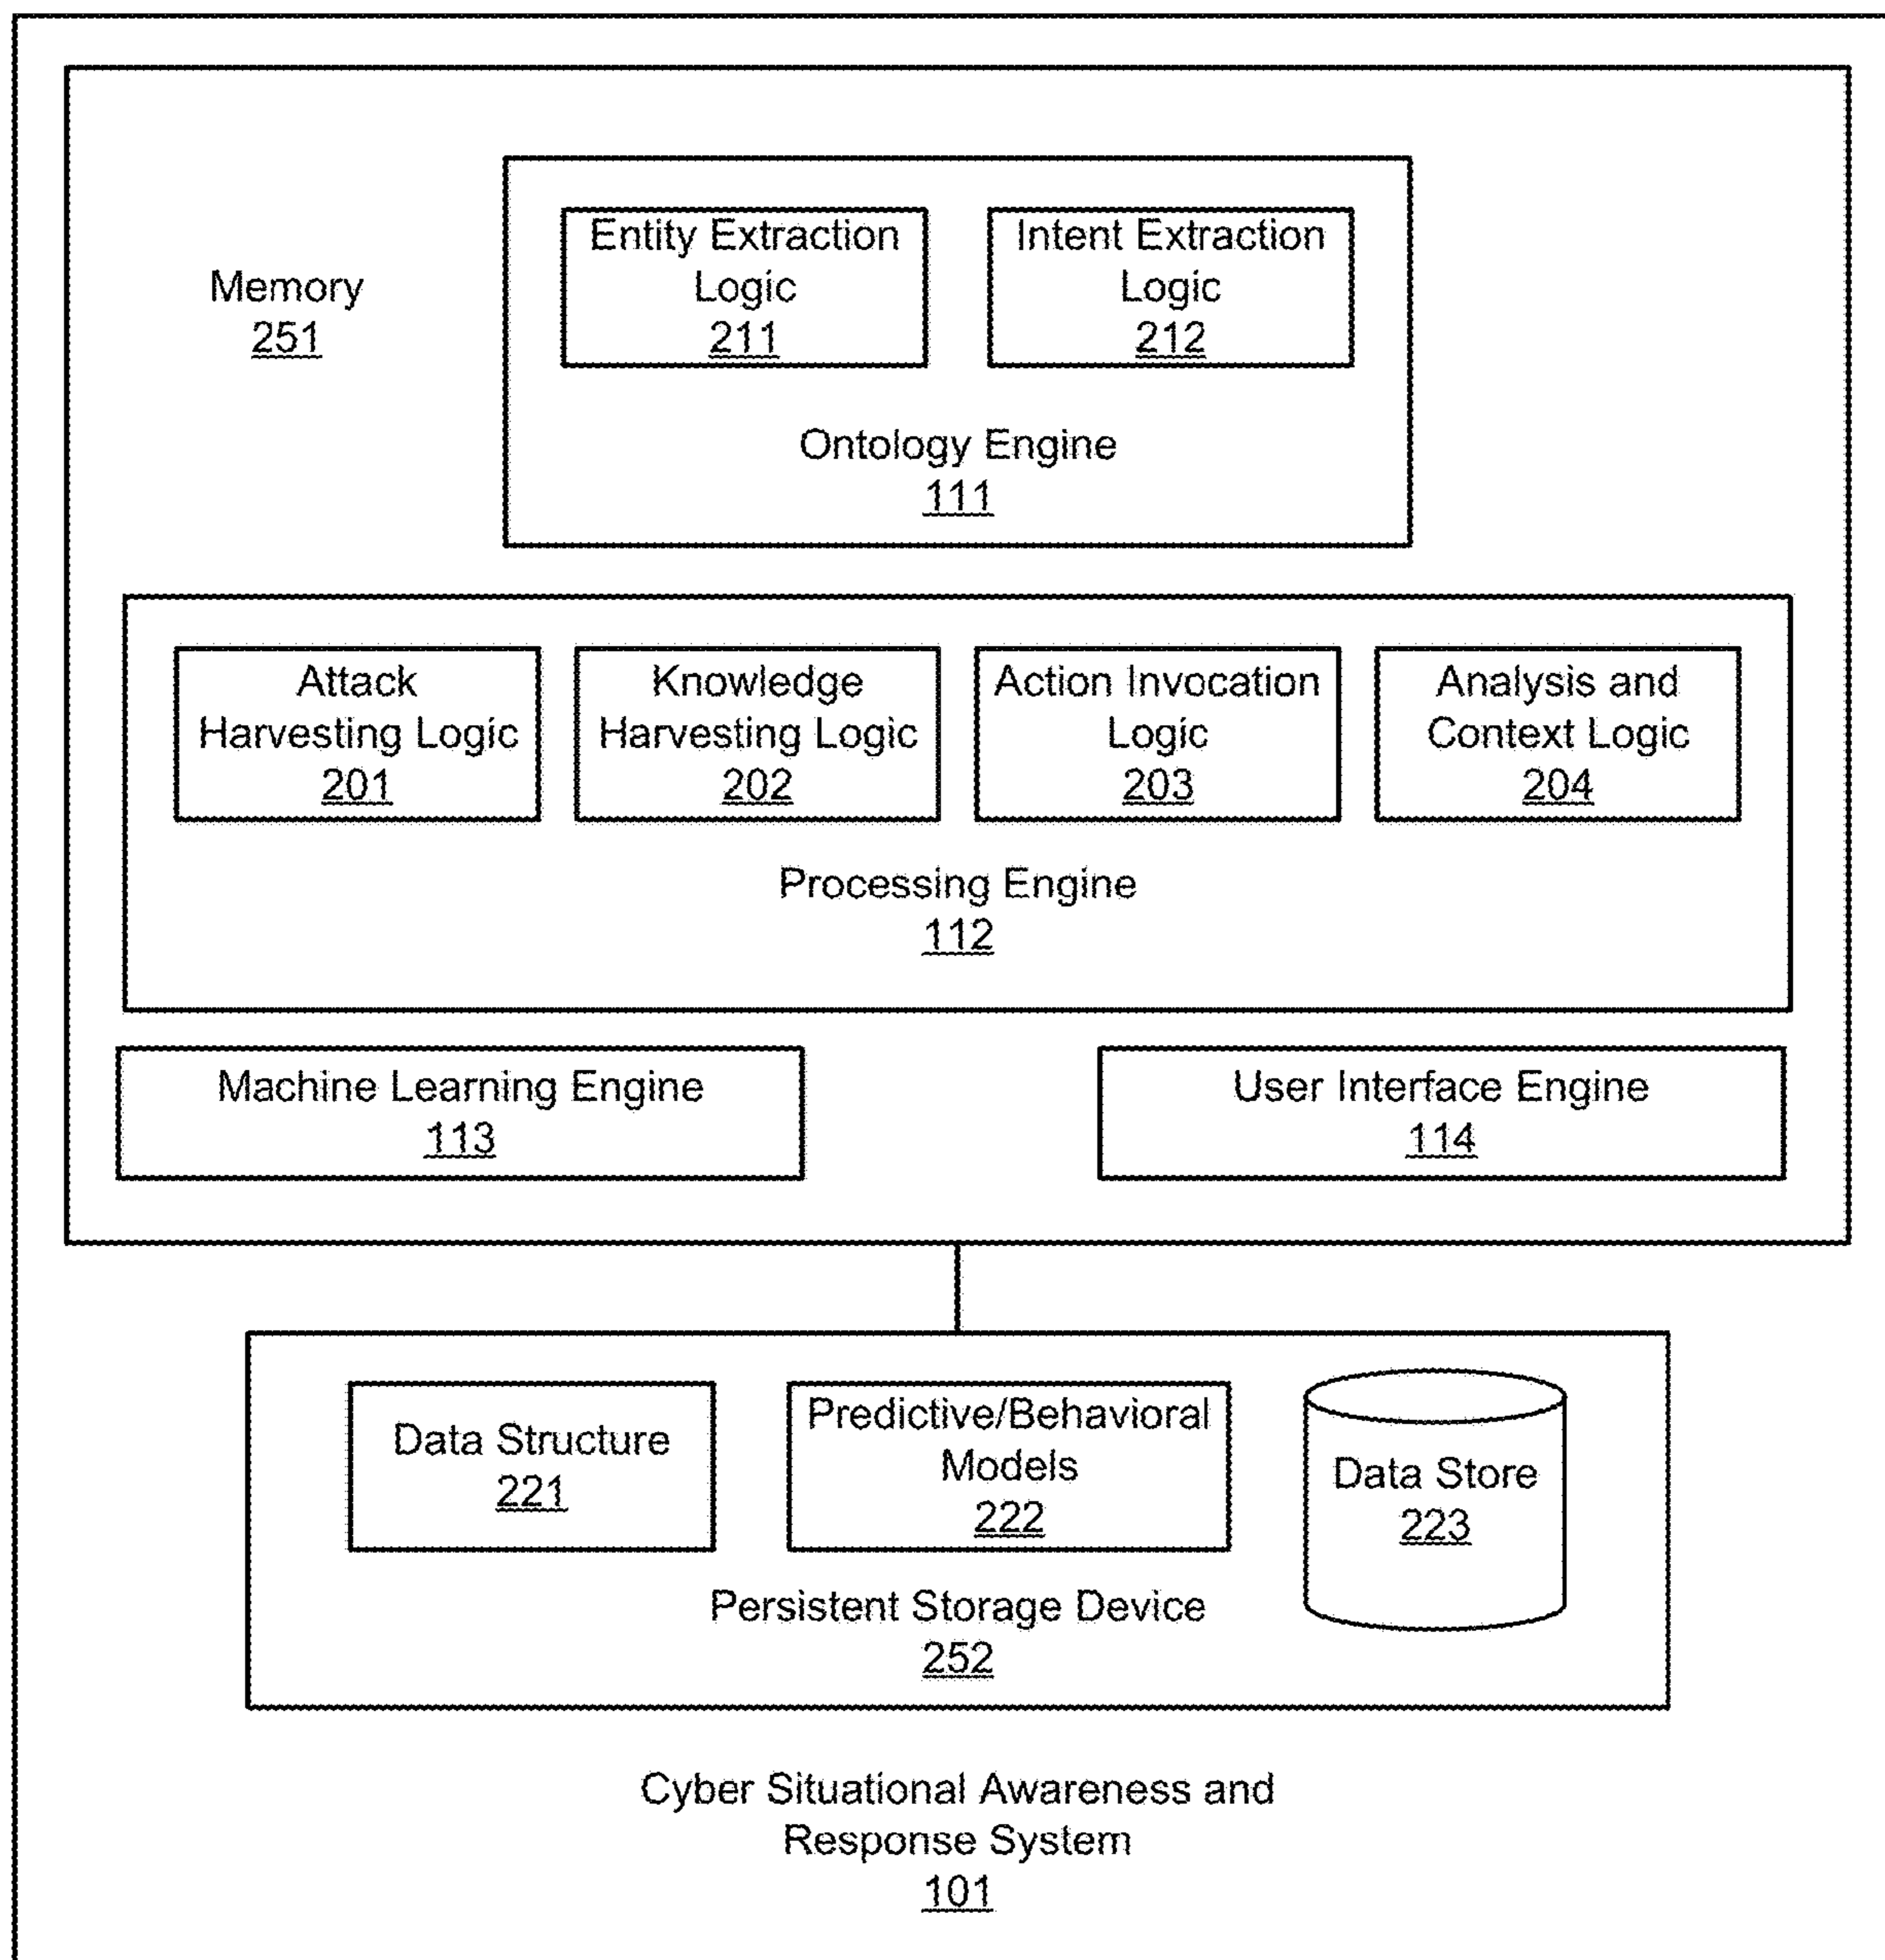 Entity Extraction
Logic
211
Intent Extraction
Logic
212
Memory
251
Ontology Engine
111
Attack
Harvesting Logic
201
Knowledge
Harvesting Logic
202
Action Invocation
Logic
203
Analysis and
Context Logic
204
Processing Engine
112
Machine Learning Engine
113
User Interface Engine
114
Data Structure
221
Predictive/Behavioral
Models
222
Data Store
223
Persistent Storage Device
252
Cyber Situational Awareness and
Response System
101